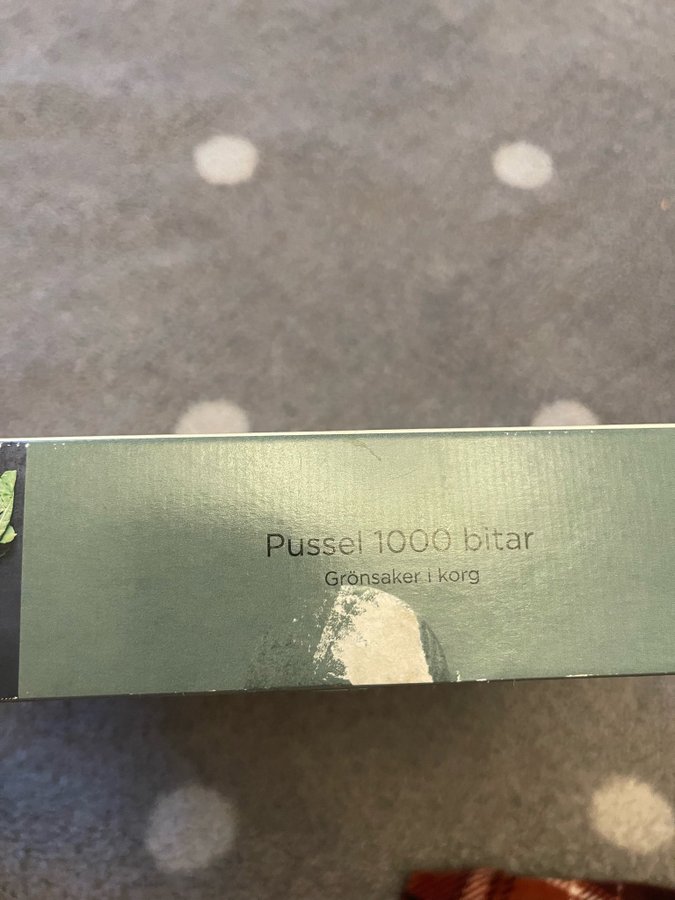 Pussel 1000 bitar
Grönsaker i korg